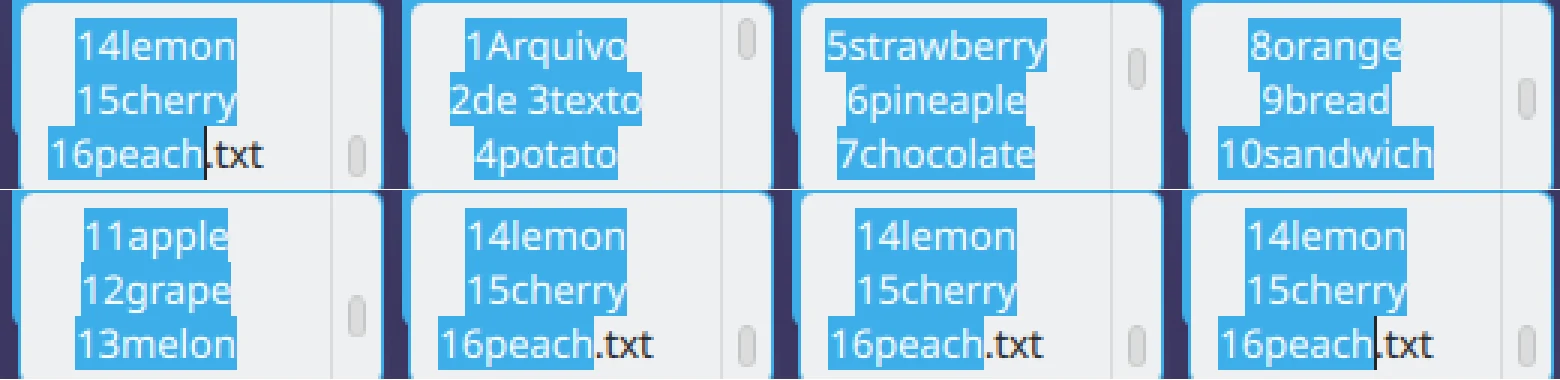 14lemon
15cherry
16peach.txt
1Arquivo
2de 3texto
4potato
5strawberry
6pineaple
7chocolate
8orange
9bread
10sandwich
11apple
12grape
13melon
14lemon
15cherry
16peach.txt
14lemon
15cherry
16peach.txt
14lemon
15cherry
16peach.txt